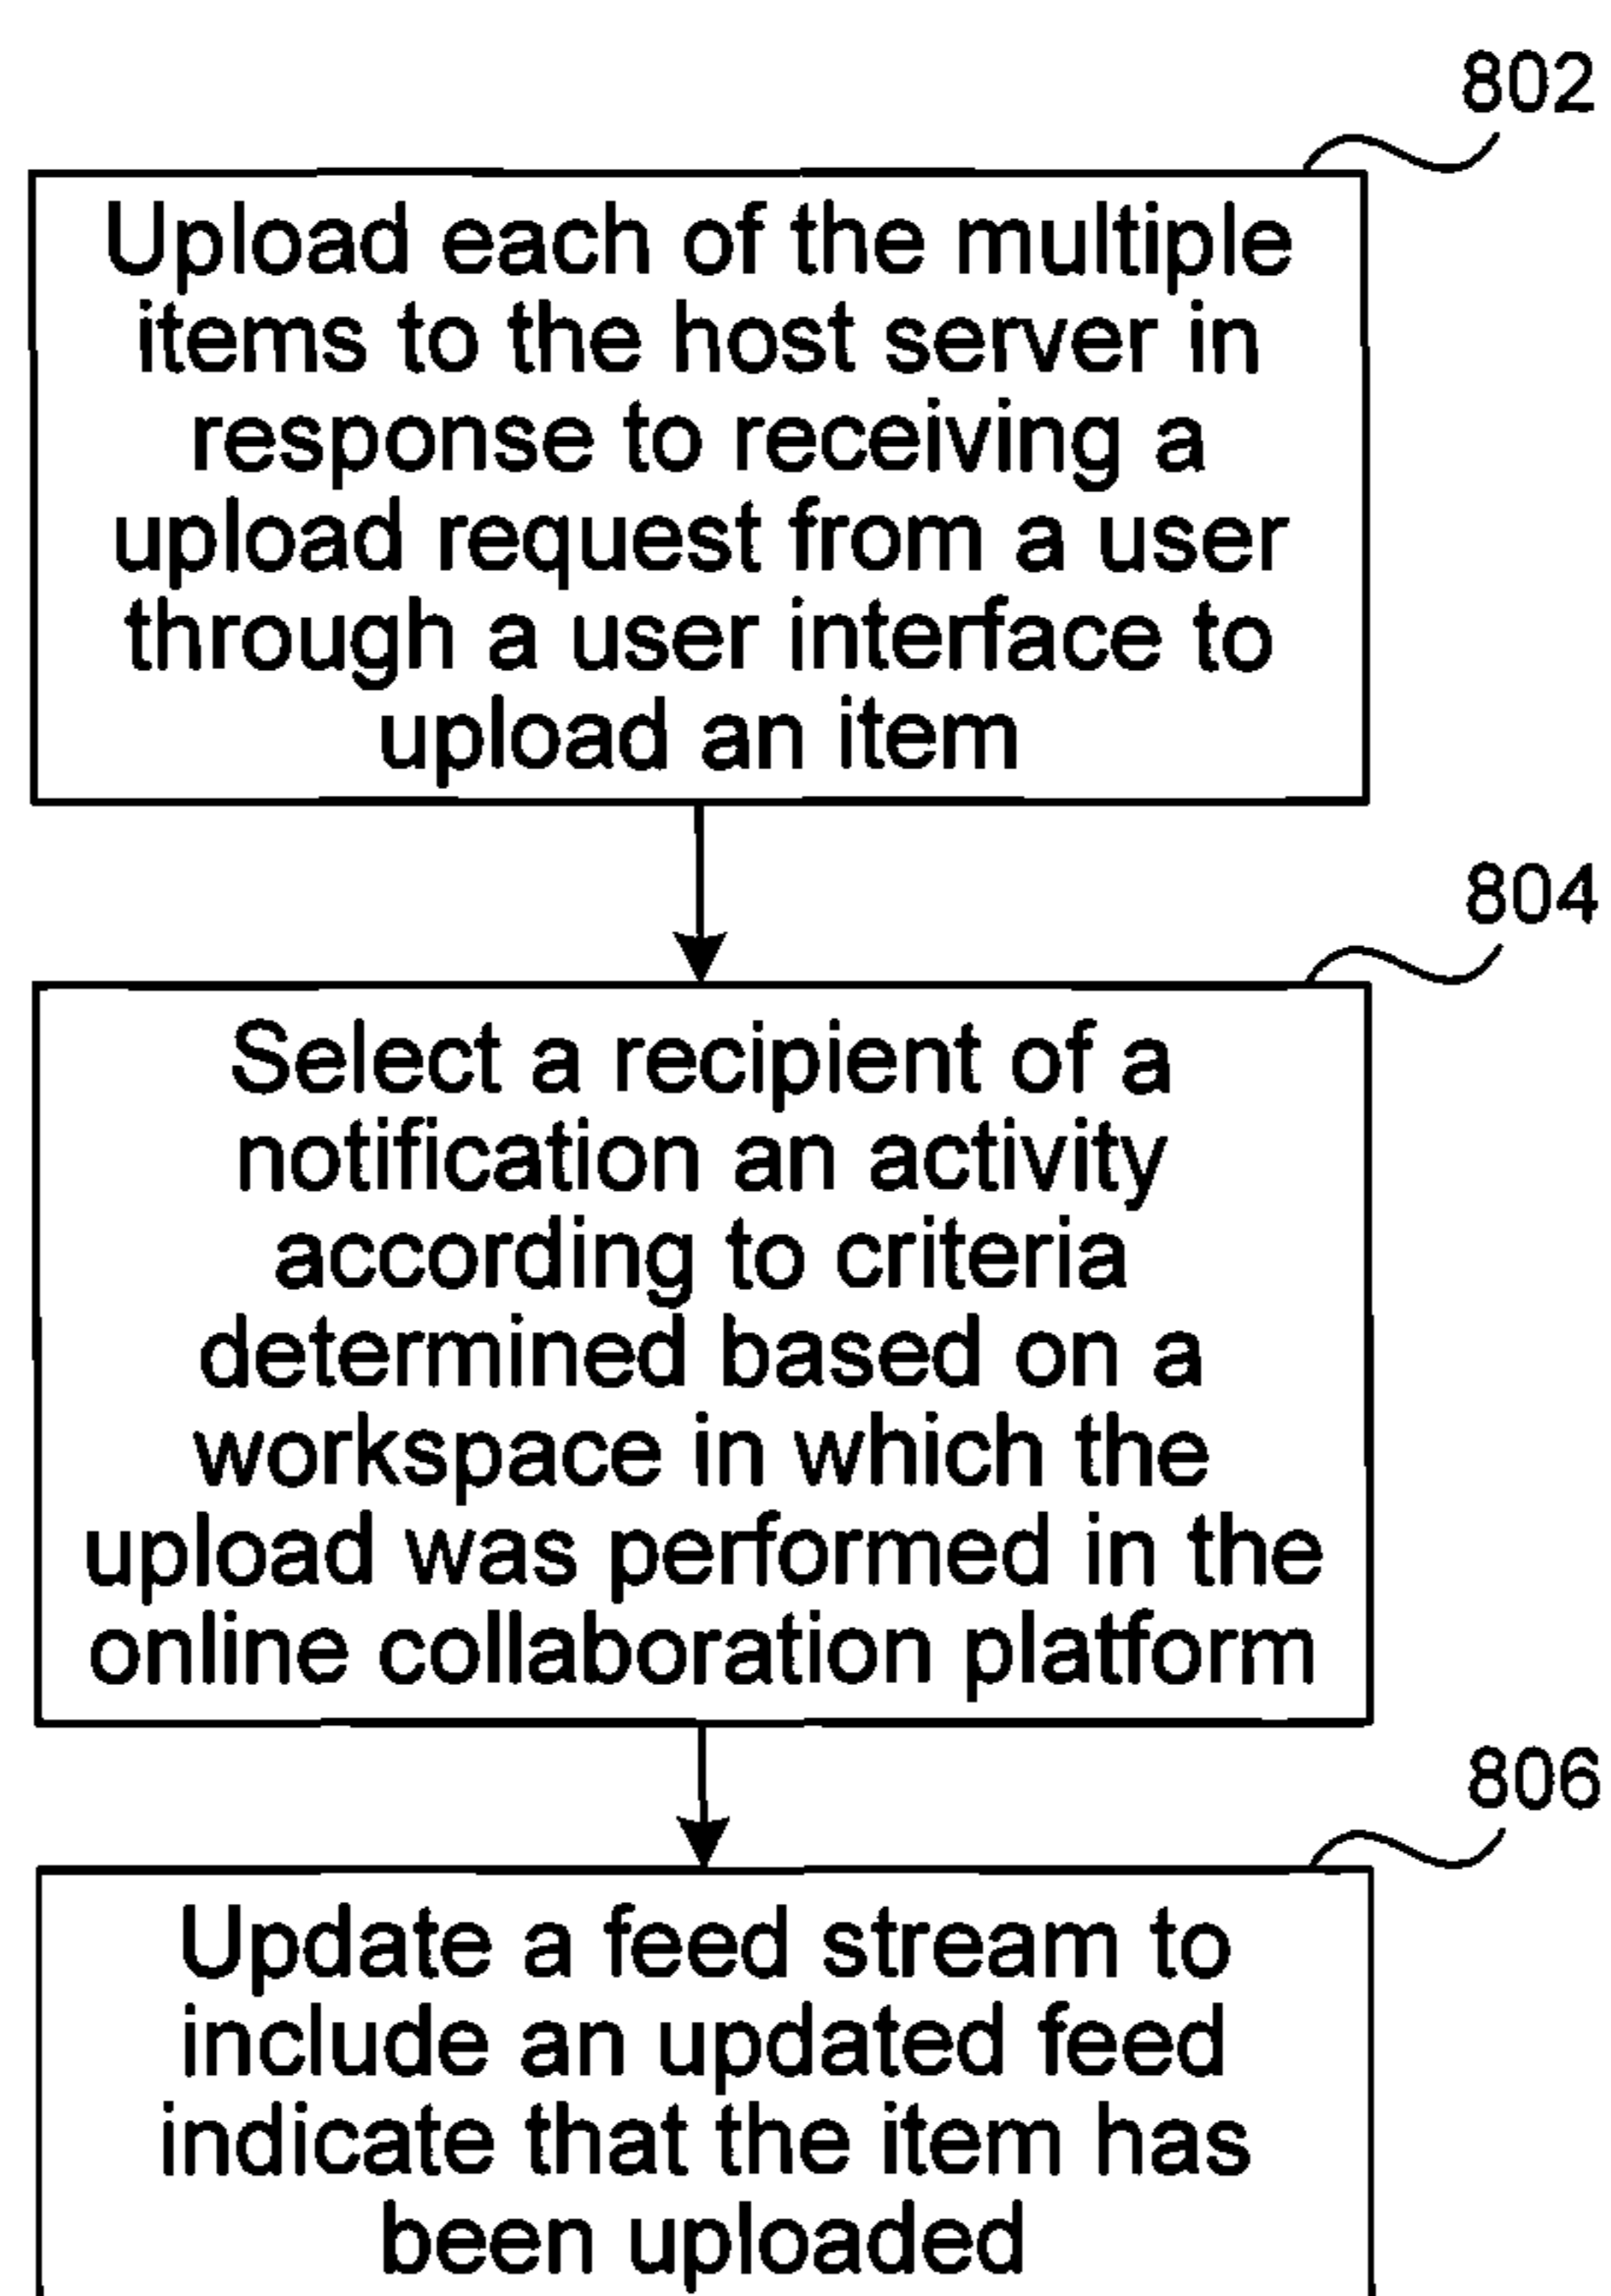 802
Upload each of the multiple
items to the host server in
response to receiving a
upload request from a user
through a user interface to
upload an item
804
Select a recipient of a
notification an activity
according to criteria
determined based on a
workspace in which the
upload was performed in the
online collaboration platform
806
Update a feed stream to
include an updated feed
indicate that the item has
been uploaded